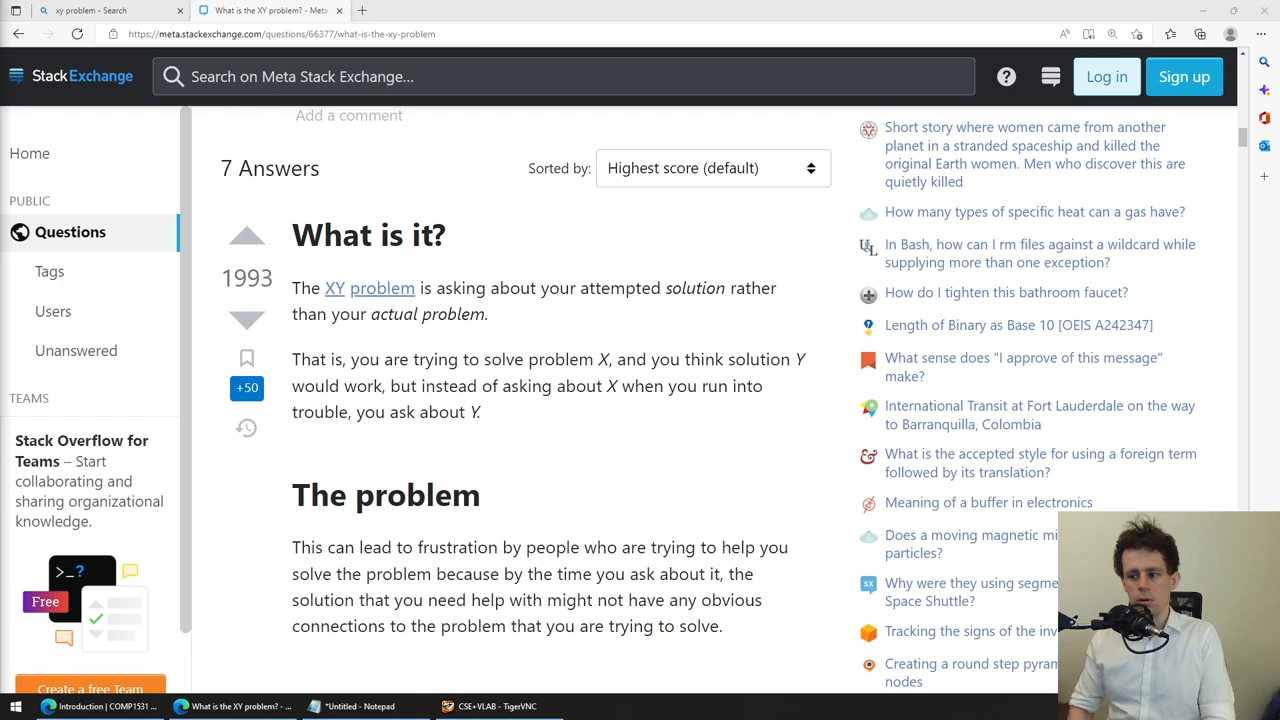 xy problem - Search
What is the XY problem? - Meta
https://meta.stackexchange.com/questions/66377/what-is-the-xy-problem
StackExchange
Search on Meta Stack Exchange...
Log in
Sign up
Home
PUBLIC
Questions
Tags
Users
Unanswered
TEAMS
Stack Overflow for
Teams – Start
collaborating and
sharing organizational
knowledge.
>_?
Free
Create a free Team
Add a comment
7 Answers
Sorted by:
Highest score (default)
1993
+50
What is it?
The XY problem is asking about your attempted solution rather
than your actual problem.
That is, you are trying to solve problem X, and you think solution Y
would work, but instead of asking about X when you run into
trouble, you ask about Y.
The problem
This can lead to frustration by people who are trying to help you
solve the problem because by the time you ask about it, the
solution that you need help with might not have any obvious
connections to the problem that you are trying to solve.
Short story where women came from another
planet in a stranded spaceship and killed the
original Earth women. Men who discover this are
quietly killed
How many types of specific heat can a gas have?
In Bash, how can I rm files against a wildcard while
supplying more than one exception?
How do I tighten this bathroom faucet?
Length of Binary as Base 10 [OEIS A242347]
What sense does "I approve of this message"
make?
International Transit at Fort Lauderdale on the way
to Barranquilla, Colombia
What is the accepted style for using a foreign term
followed by its translation?
Meaning of a buffer in electronics
Does a moving magnetic
particles?
Why were they using
Space Shuttle?
Tracking the signs of the
Creating a round step
nodes
Introduction | COMP1531
What is the XY problem? - ...
*Untitled - Notepad
CSE+VLAB - TigerVNC